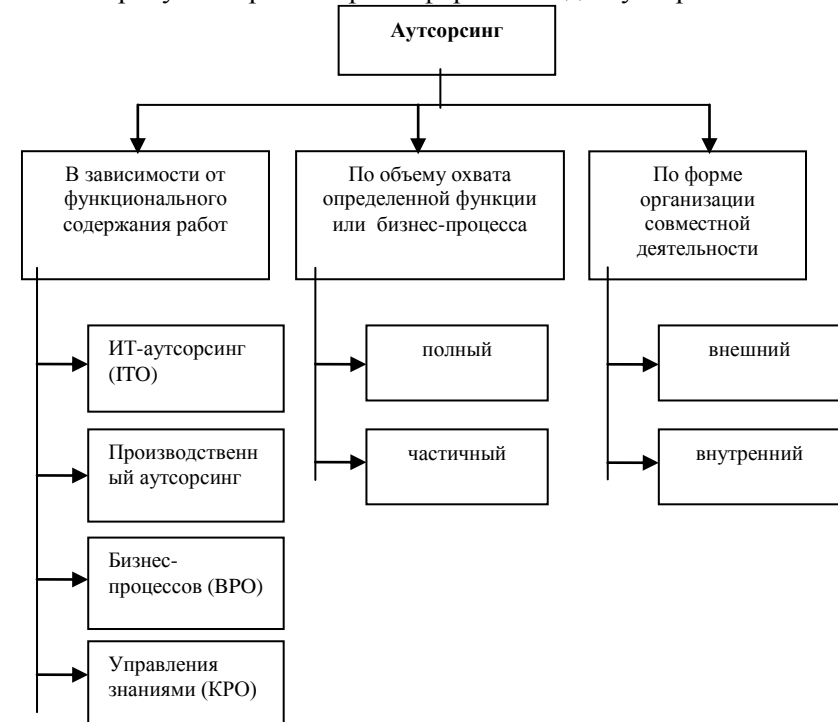 Аутсорсинг
В зависимости от
функционального
содержания работ
По объему охвата
определенной функции
или бизнес-процесса
По форме
организации
совместной
деятельности
ИТ-аутсорсинг
(ITO)
Производственн
ый аутсорсинг
Бизнес-
процессов (BPO)
Управления
знаниями (КРО)
полный
частичный
внешний
внутренний